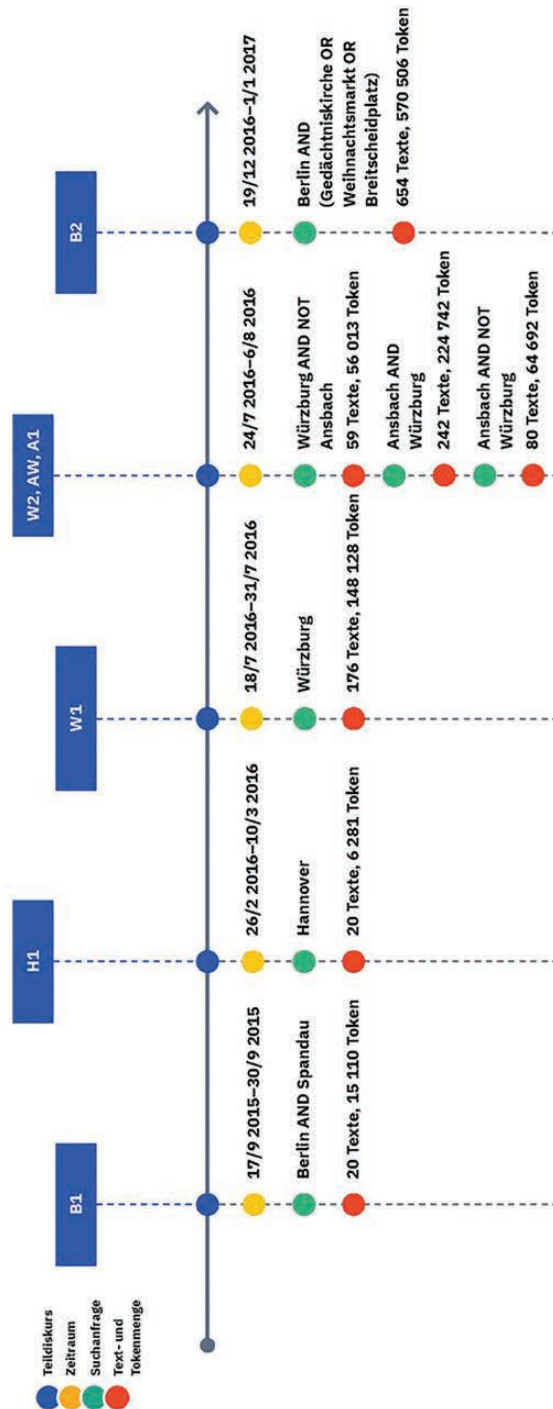 Teildiskurs
Zeitraum
Suchanfrage
Text- und
Tokenmenge
B1
17/9 2015–30/9 2015
Berlin AND Spandau
20 Texte, 15 110 Token
H1
26/2 2016–10/3 2016
Hannover
20 Texte, 6 281 Token
W1
18/7 2016–31/7 2016
Würzburg
176 Texte, 148 128 Token
W2, AW, A1
24/7 2016–6/8 2016
Würzburg AND NOT
Ansbach
59 Texte, 56 013 Token
Ansbach AND
Würzburg
242 Texte, 224 742 Token
Ansbach AND NOT
Würzburg
80 Texte, 64 692 Token
B2
19/12 2016–1/1 2017
Berlin AND
(Gedächtniskirche OR
Weihnachtsmarkt OR
Breitscheidplatz)
654 Texte, 570 506 Token